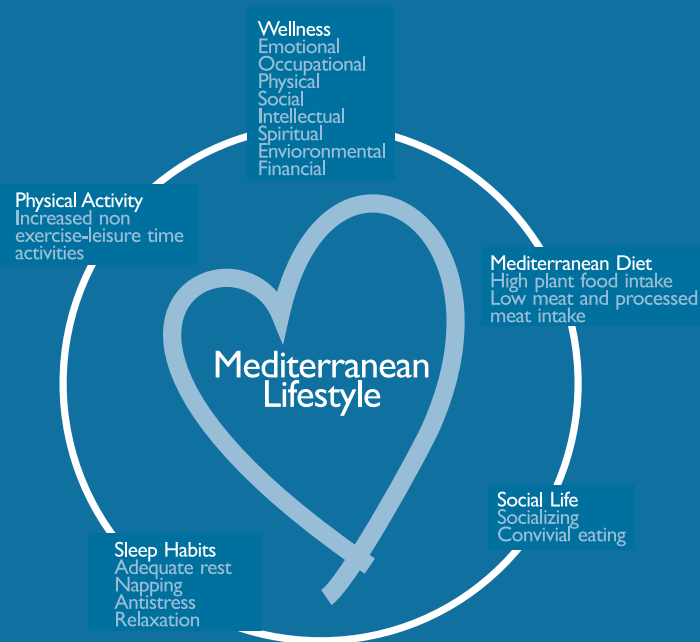 Wellness
Emotional
Occupational
Physical
Social
Intellectual
Spiritual
Envioronmental
Financial
Physical Activity
Increased non
exercise-leisure time
activities
Mediterranean Diet
High plant food intake
Low meat and processed
meat intake
Mediterranean
Lifestyle
Social Life
Socializing
Convivial eating
Sleep Habits
Adequate rest
Napping
Antistress
Relaxation